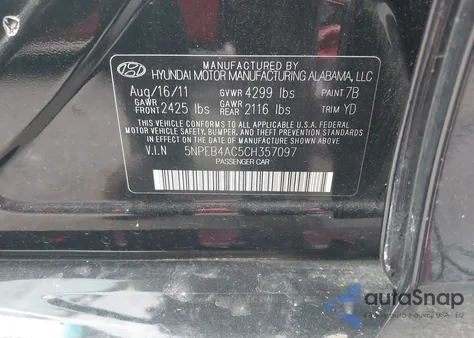 MANUFACTURED BY
HYUNDAI MOTOR MANUFACTURING ALABAMA, LLC
Aug/16/11 GVWR 4299 lbs PAINT 7B
GAWR FRONT 2425 lbs GAWR REAR 2116 lbs TRIM YD
THIS VEHICLE CONFORMS TO ALL APPLICABLE U.S. FEDERAL
MOTOR VEHICLE SAFETY, BUMPER, AND THEFT PREVENTION STANDARDS
IN EFFECT ON THE DATE OF MANUFACTURE SHOWN ABOVE.
V.I.N 5NPEB4AC5CH357097
PASSENGER CAR
autaSnap